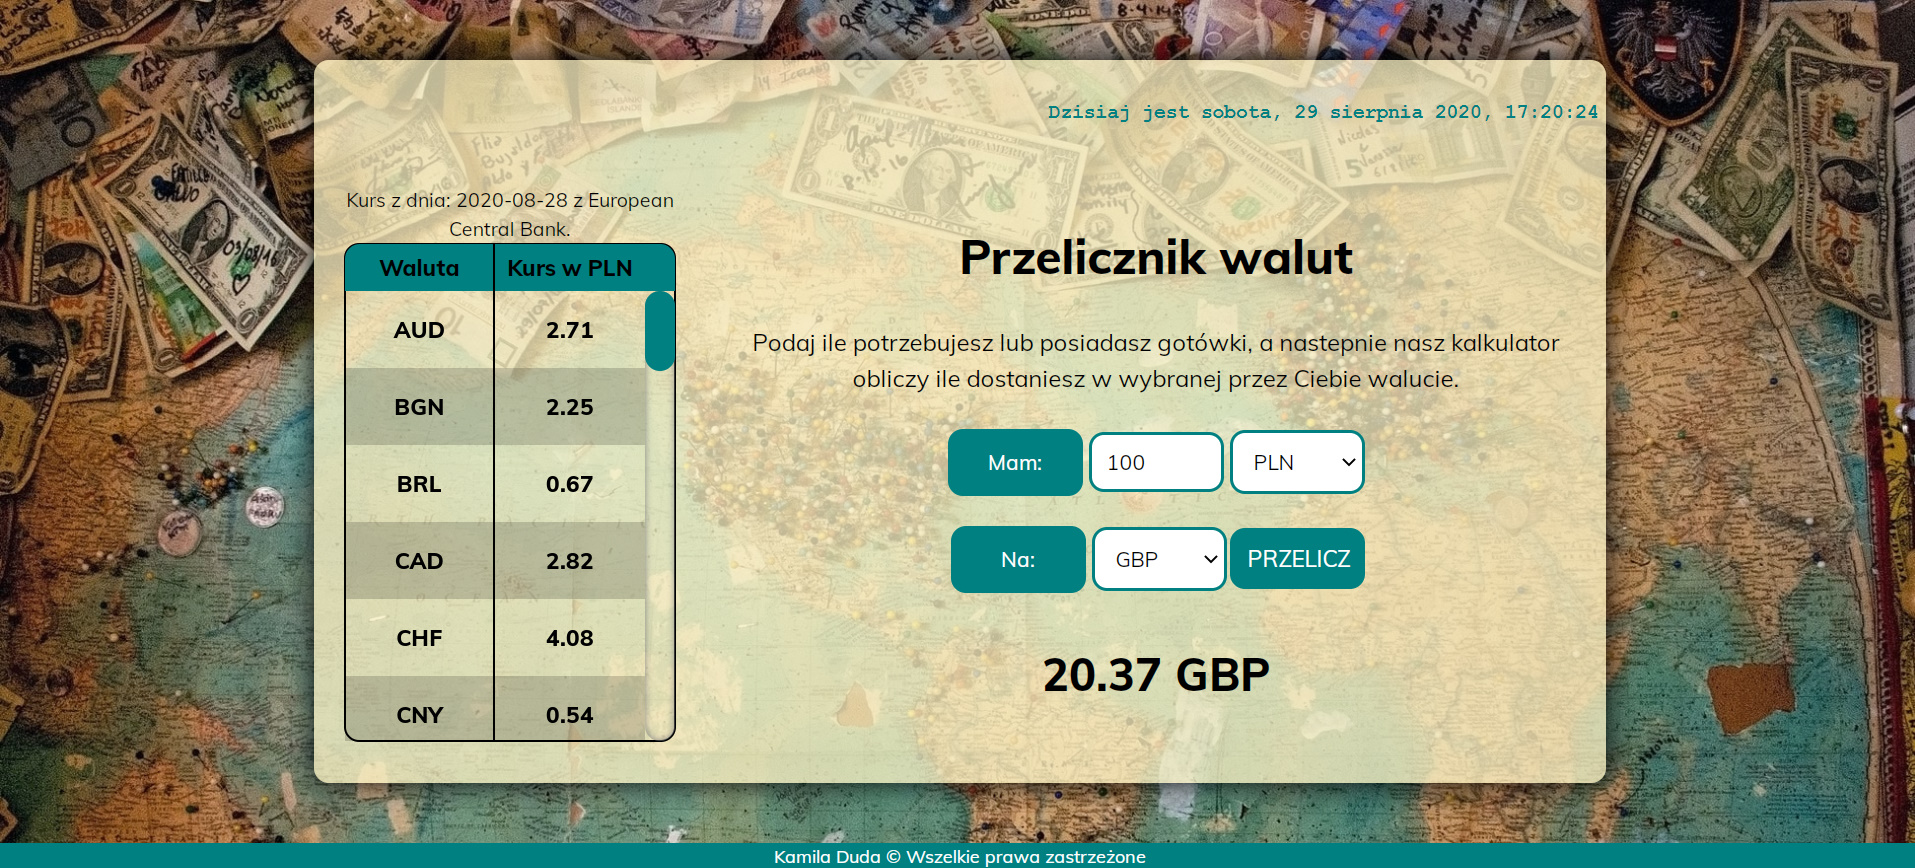 Dzisiaj jest sobota, 29 sierpnia 2020, 17:20:24
Kurs z dnia: 2020-08-28 z European
Central Bank.
Waluta Kurs w PLN
AUD 2.71
BGN 2.25
BRL 0.67
CAD 2.82
CHF 4.08
CNY 0.54
Przelicznik walut
Podaj ile potrzebujesz lub posiadasz gotówki, a nastepnie nasz kalkulator
obliczy ile dostaniesz w wybranej przez Ciebie walucie.
Mam: 100 PLN
Na: GBP PRZELICZ
20.37 GBP
Kamila Duda © Wszelkie prawa zastrzeżone